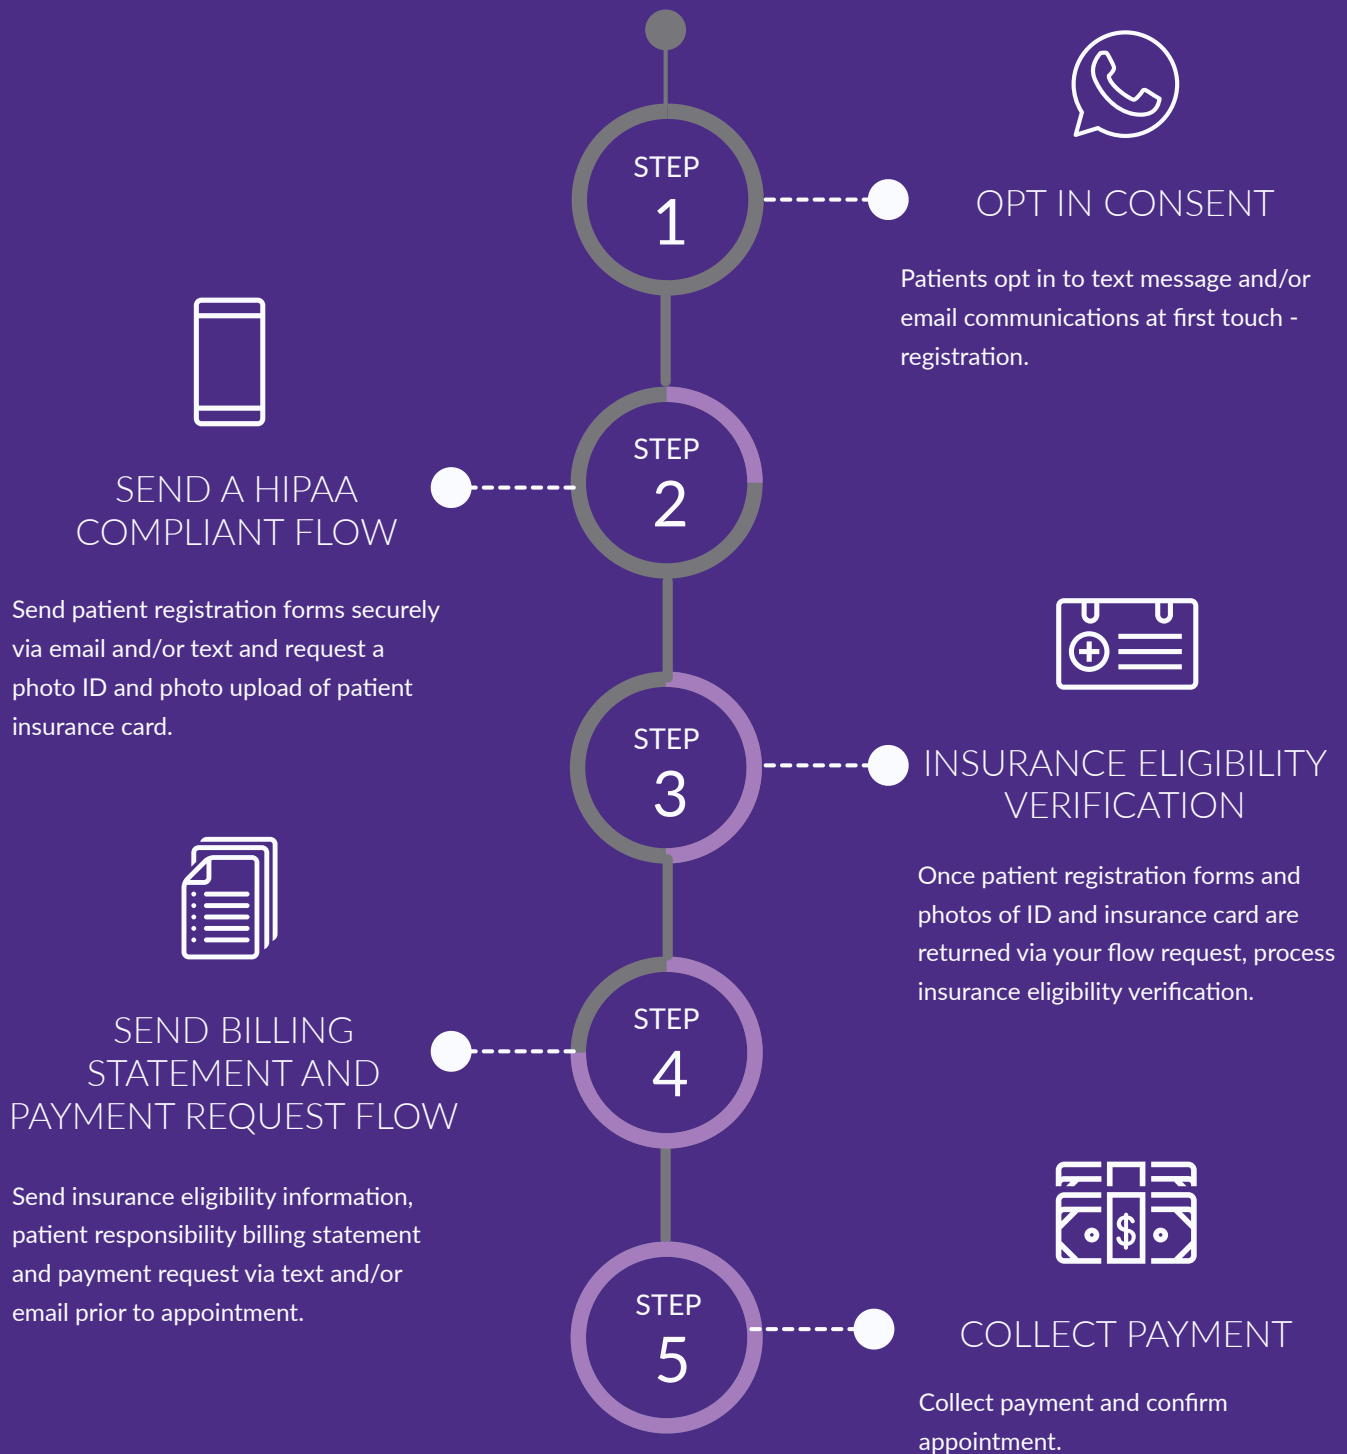 STEP
1
OPT IN CONSENT
Patients opt in to text message and/or
email communications at first touch -
registration.
STEP
2
SEND A HIPAA
COMPLIANT FLOW
Send patient registration forms securely
via email and/or text and request a
photo ID and photo upload of patient
insurance card.
STEP
3
INSURANCE ELIGIBILITY
VERIFICATION
Once patient registration forms and
photos of ID and insurance card are
returned via your flow request, process
insurance eligibility verification.
STEP
4
SEND BILLING
STATEMENT AND
PAYMENT REQUEST FLOW
Send insurance eligibility information,
patient responsibility billing statement
and payment request via text and/or
email prior to appointment.
$
STEP
5
COLLECT PAYMENT
Collect payment and confirm
appointment.